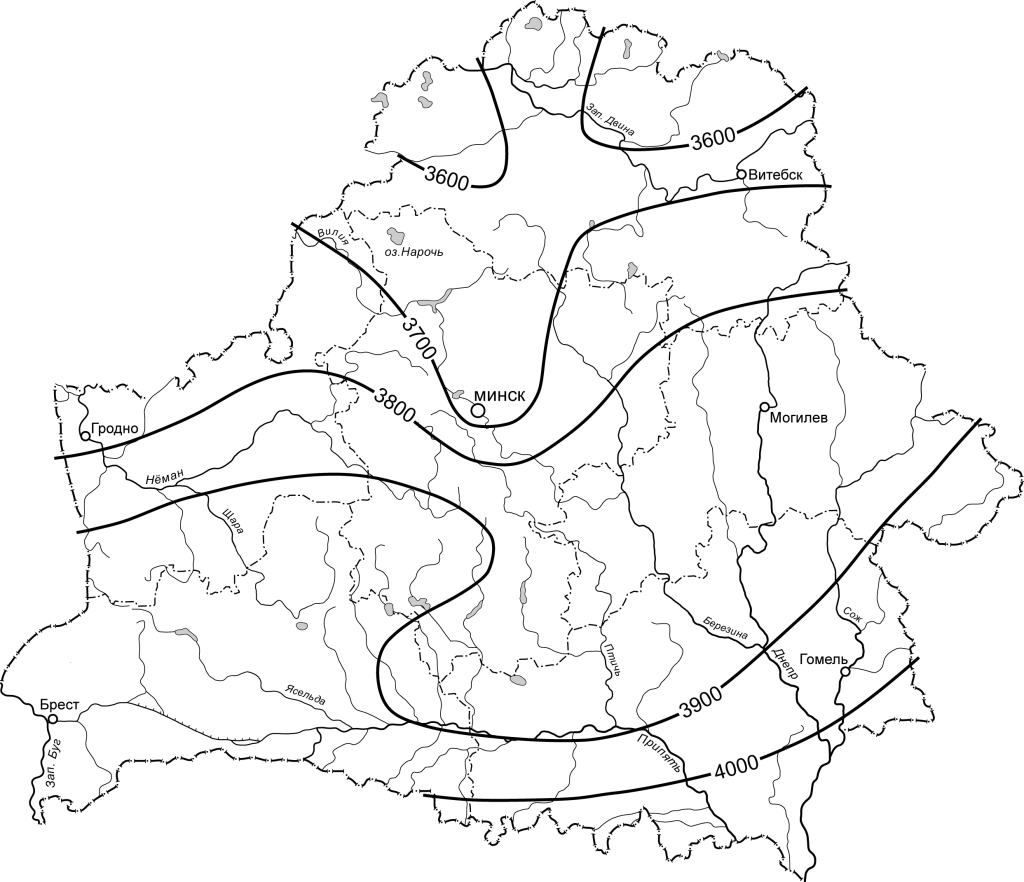 Зап. Двина
3600
3600
Витебск
Вилия
оз.Нарочь
3700
МИНСК
3800
Могилев
Гродно
Нёман
Щара
Сож
Березина
Птичь
Днепр
Гомель
Ясельда
3900
Брест
Припять
Зап. Буг
4000